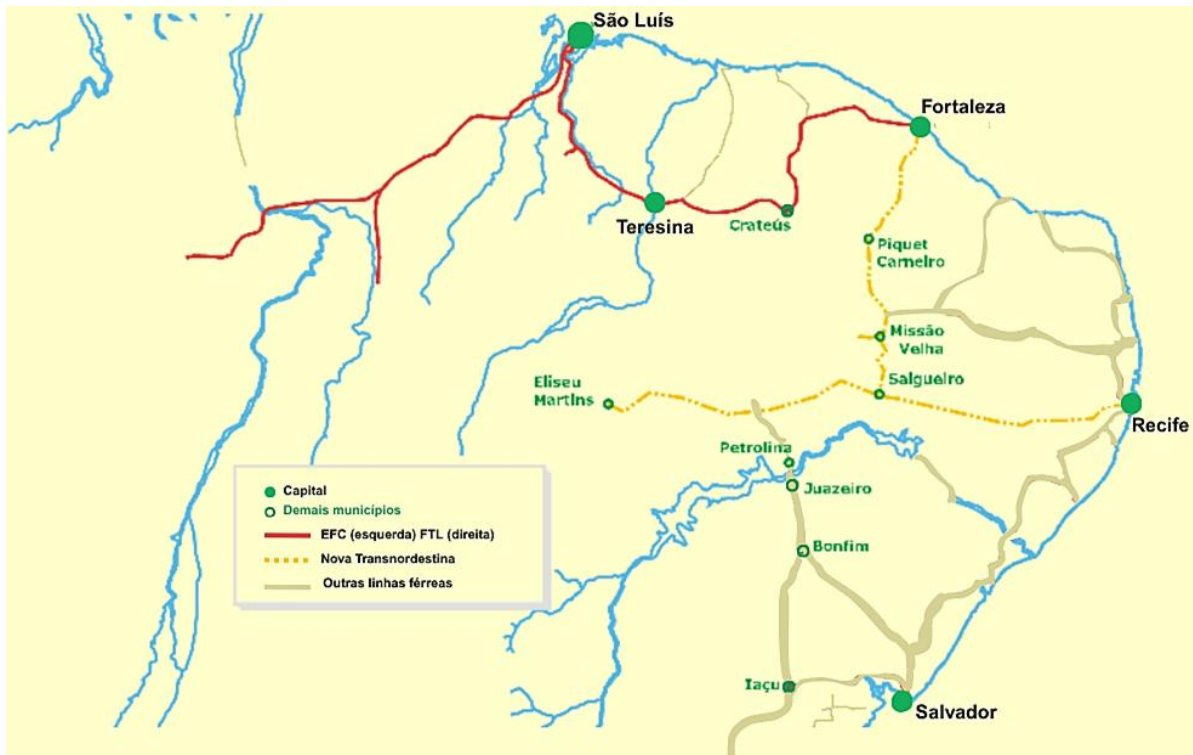 São Luís
Fortaleza
Teresina
Crateús
Piquet
Carneiro
Missão
Velha
Salgueiro
Eliseu
Martins
Recife
Petrolina
Juazeiro
Bonfim
Iaçu
Salvador
Capital
Demais municípios
EFC (esquerda) FTL (direita)
Nova Transnordestina
Outras linhas férreas